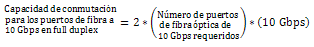 Capacidad de conmutación
para los puertos de fibra a
10 Gbps en full duplex
= 2 * (Número de puertos
de fibra óptica de
10 Gbps requeridos) * (10 Gbps)